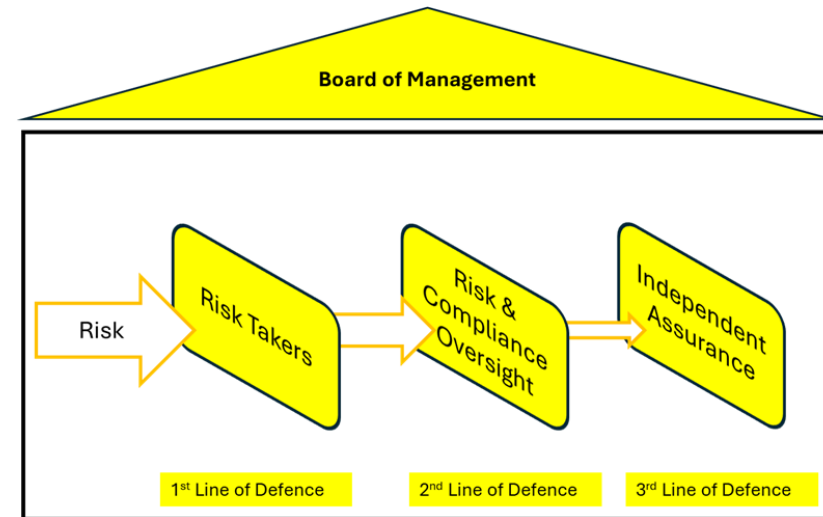 Board of Management
Risk
Risk Takers
Risk &
Compliance
Oversight
Independent
Assurance
1st Line of Defence
2nd Line of Defence
3rd Line of Defence